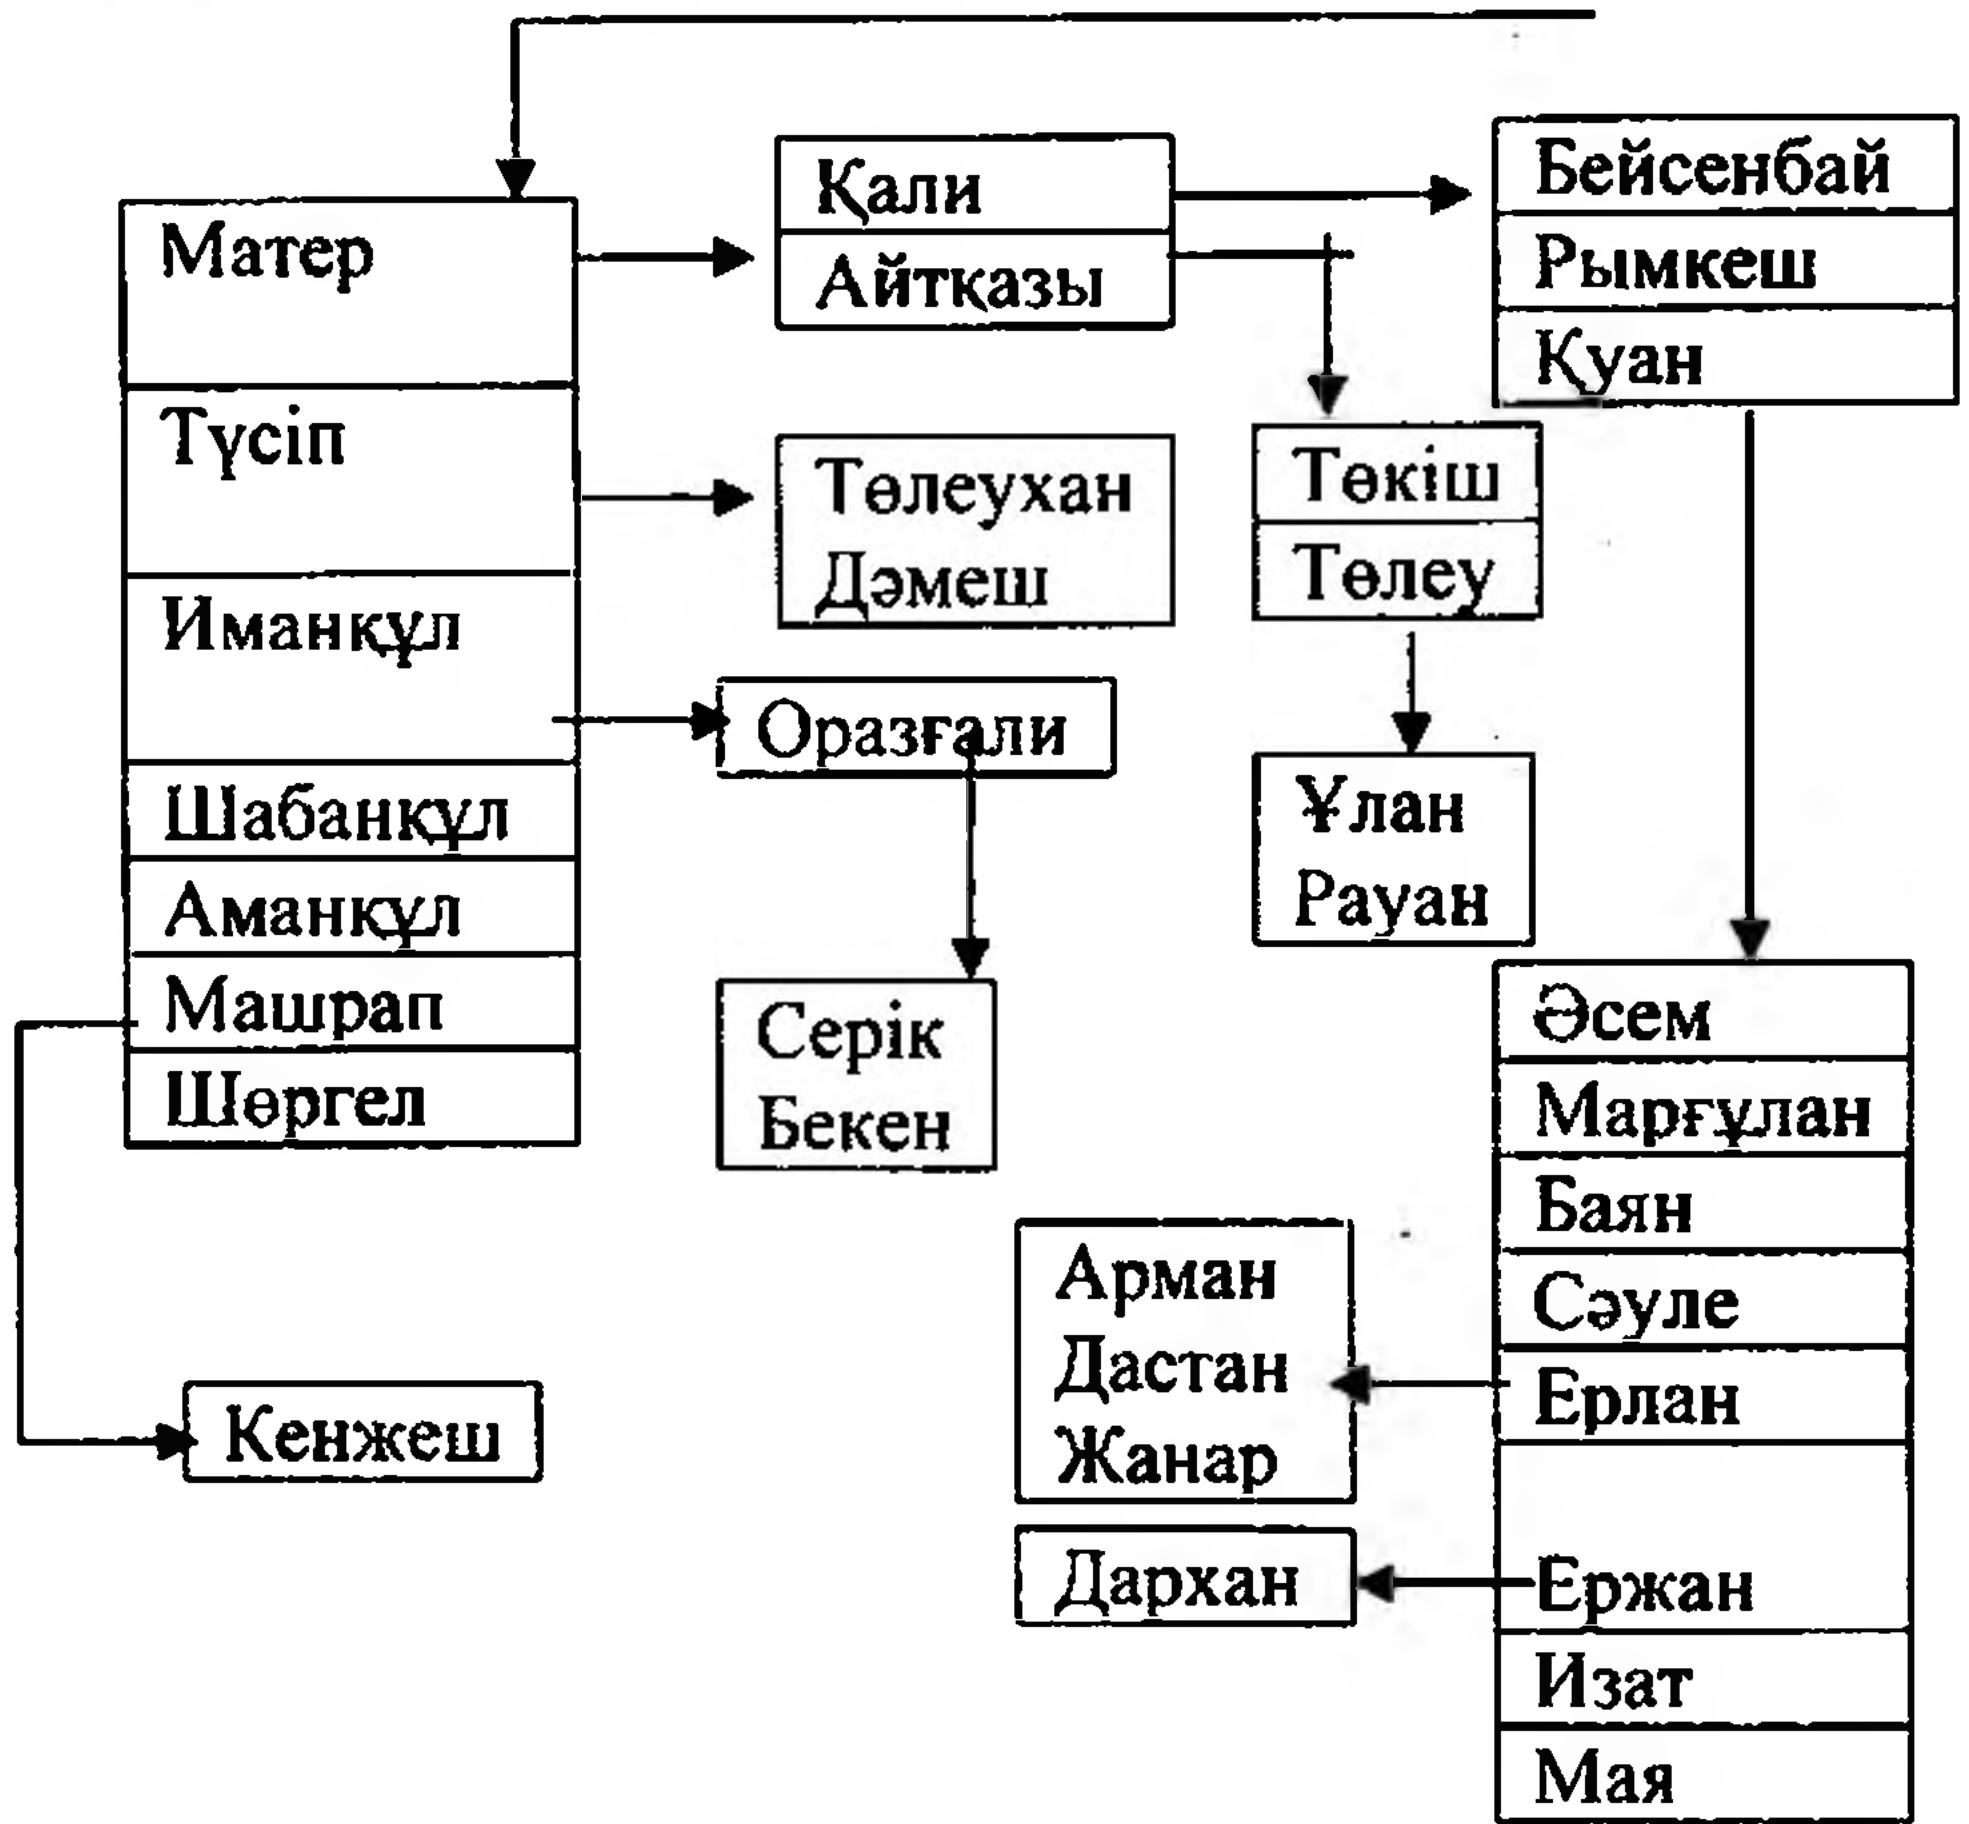 Матер
Түсіп
Иманқұл
Шабанқұл
Аманқұл
Машрап
Шөргел
Қали
Айтқазы
Бейсенбай
Рымкеш
Қуан
Төлеухан
Дәмеш
Төкіш
Төлеу
Оразғали
Ұлан
Рауан
Серік
Бекен
Әсем
Марғұлан
Баян
Сәуле
Ерлан
Ержан
Изат
Мая
Арман
Дастан
Жанар
Дархан
Кенжеш